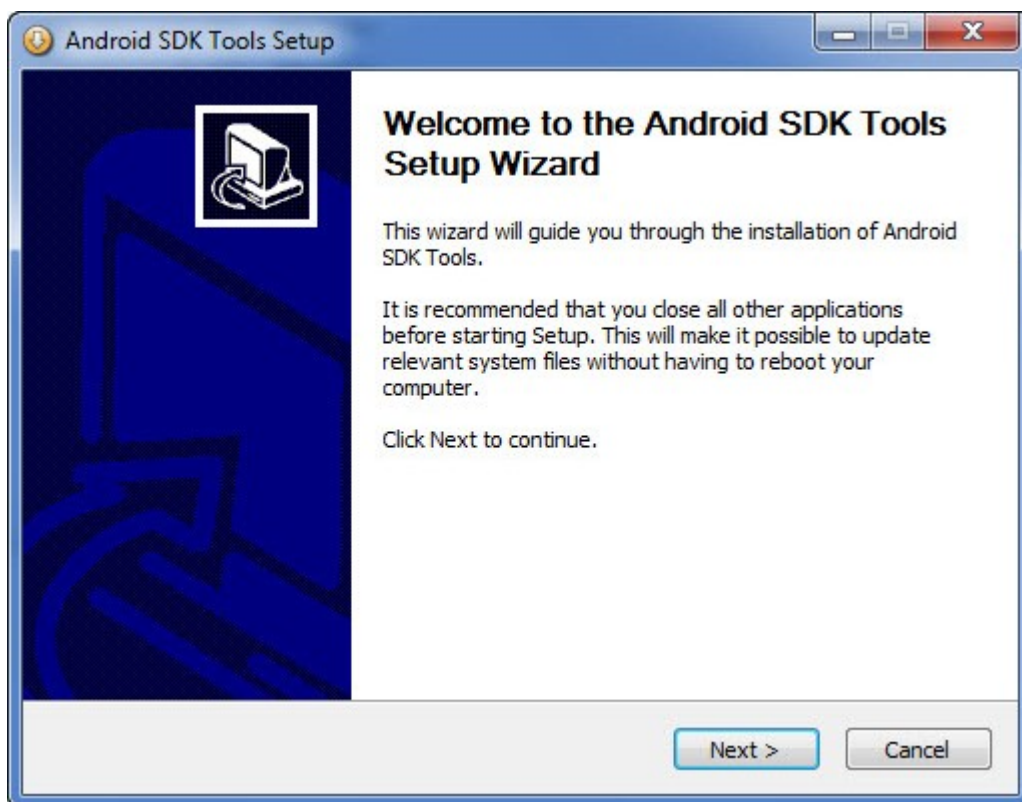 Android SDK Tools Setup
Welcome to the Android SDK Tools
Setup Wizard
This wizard will guide you through the installation of Android
SDK Tools.
It is recommended that you close all other applications
before starting Setup. This will make it possible to update
relevant system files without having to reboot your
computer.
Click Next to continue.
Next >
Cancel